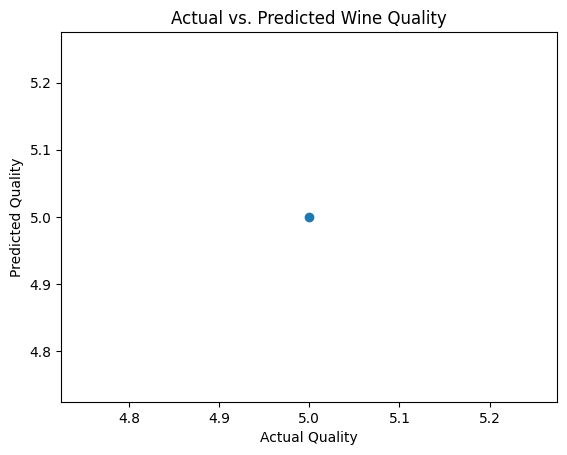 Actual vs. Predicted Wine Quality
5.2
5.1
5.0
4.9
4.8
Predicted Quality
4.8 4.9 5.0 5.1 5.2
Actual Quality